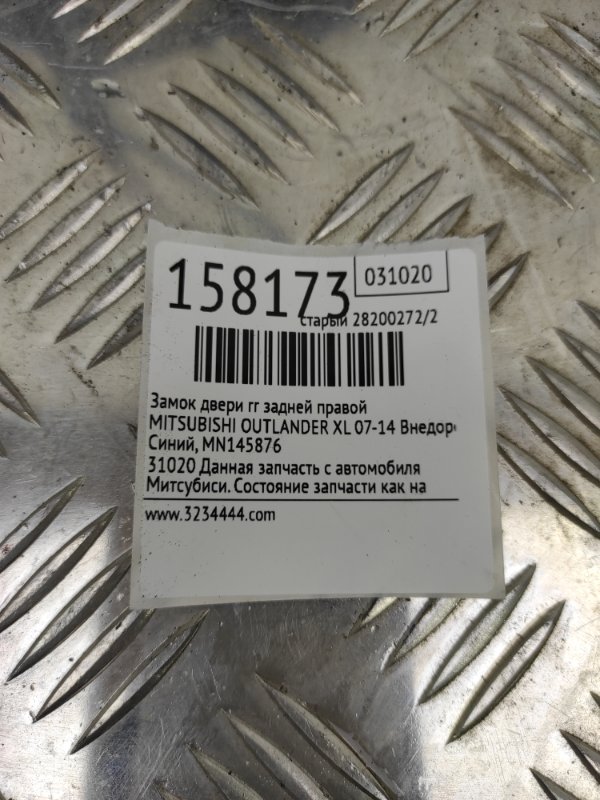 158173
031020
старый 28200272/2
Замок двери rr задней правой
MITSUBISHI OUTLANDER XL 07-14 Внедор
Синий, MN145876
31020 Данная запчасть с автомобиля
Митсубиси. Состояние запчасти как на
www.3234444.com